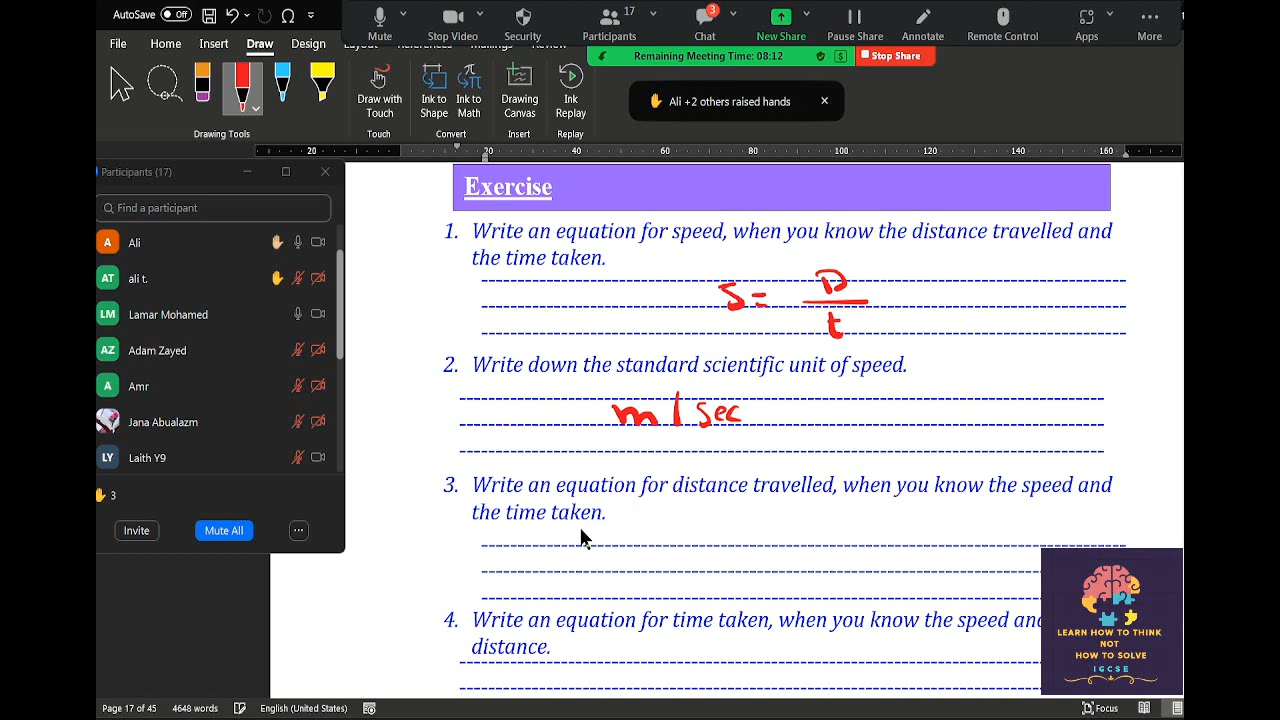 AutoSave Off
17
3
Mute Stop Video Security Participants Chat New Share Pause Share Annotate Remote Control Apps More
File Home Insert Draw Design
Remaining Meeting Time: 08:12 Stop Share
Ali +2 others raised hands
Draw with Touch
Ink to Shape
Ink to Math
Drawing Canvas
Ink Replay
Drawing Tools Touch Convert Insert Replay
20 20 40 60 80 100 120 140 160
Participants (17)
Find a participant
A Ali
AT ali t.
LM Lamar Mohamed
AZ Adam Zayed
A Amr
Jana Abualazm
LY Laith Y9
3
Invite Mute All ...
Exercise
1. Write an equation for speed, when you know the distance travelled and
the time taken.
S = D
t
2. Write down the standard scientific unit of speed.
m / sec
3. Write an equation for distance travelled, when you know the speed and
the time taken.
4. Write an equation for time taken, when you know the speed and
distance.
LEARN HOW TO THINK
NOT
HOW TO SOLVE
IGCSE
Page 17 of 45 4648 words English (United States) Focus